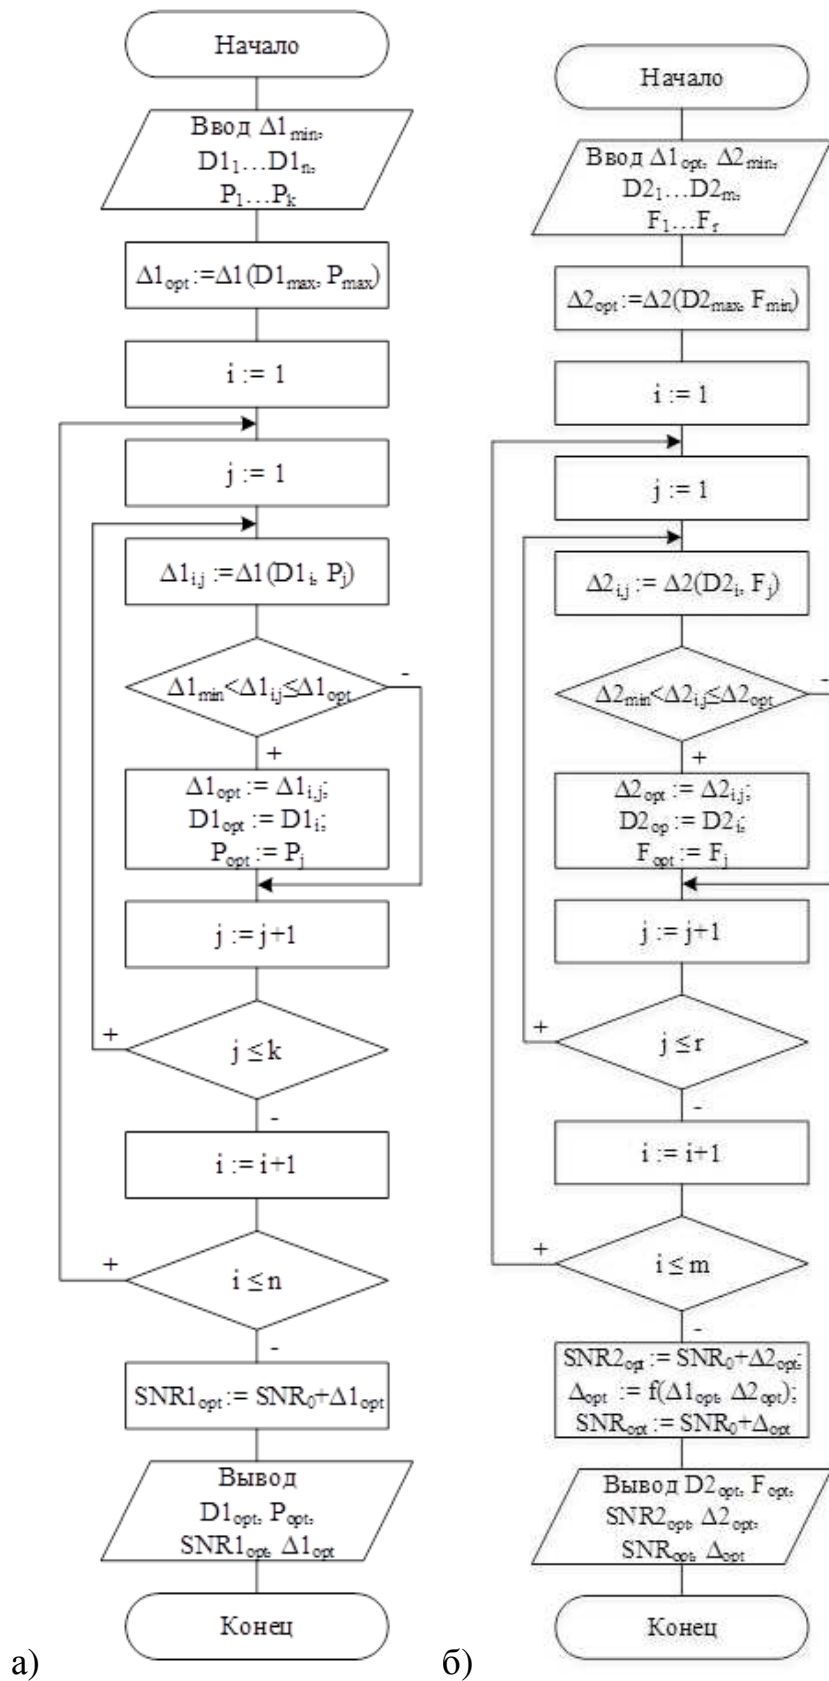 Начало
Ввод Δ1min,
D1₁…D1n,
P₁…Pk
Δ1opt:=Δ1(D1max, Pmax)
i := 1
j := 1
Δ1i,j :=Δ1(D1i, Pj)
Δ1min<Δ1i,j≤Δ1opt
-
+
Δ1opt := Δ1i,j;
D1opt := D1i;
Popt := Pj
j := j+1
j ≤ k
+
-
i := i+1
i ≤ n
+
-
SNR1opt := SNR₀+Δ1opt
Вывод
D1opt, Popt,
SNR1opt, Δ1opt
Конец
а)
Начало
Ввод Δ1opt, Δ2min,
D2₁…D2m,
F₁…Fr
Δ2opt:=Δ2(D2max, Fmin)
i := 1
j := 1
Δ2i,j := Δ2(D2i, Fj)
Δ2min<Δ2i,j≤Δ2opt
-
+
Δ2opt := Δ2i,j;
D2op := D2i;
Fopt := Fj
j := j+1
j ≤ r
+
-
i := i+1
i ≤ m
+
-
SNR2opt := SNR₀+Δ2opt;
Δopt := f(Δ1opt, Δ2opt);
SNRopt := SNR₀+Δopt
Вывод D2opt, Fopt,
SNR2opt, Δ2opt,
SNRopt, Δopt
Конец
б)